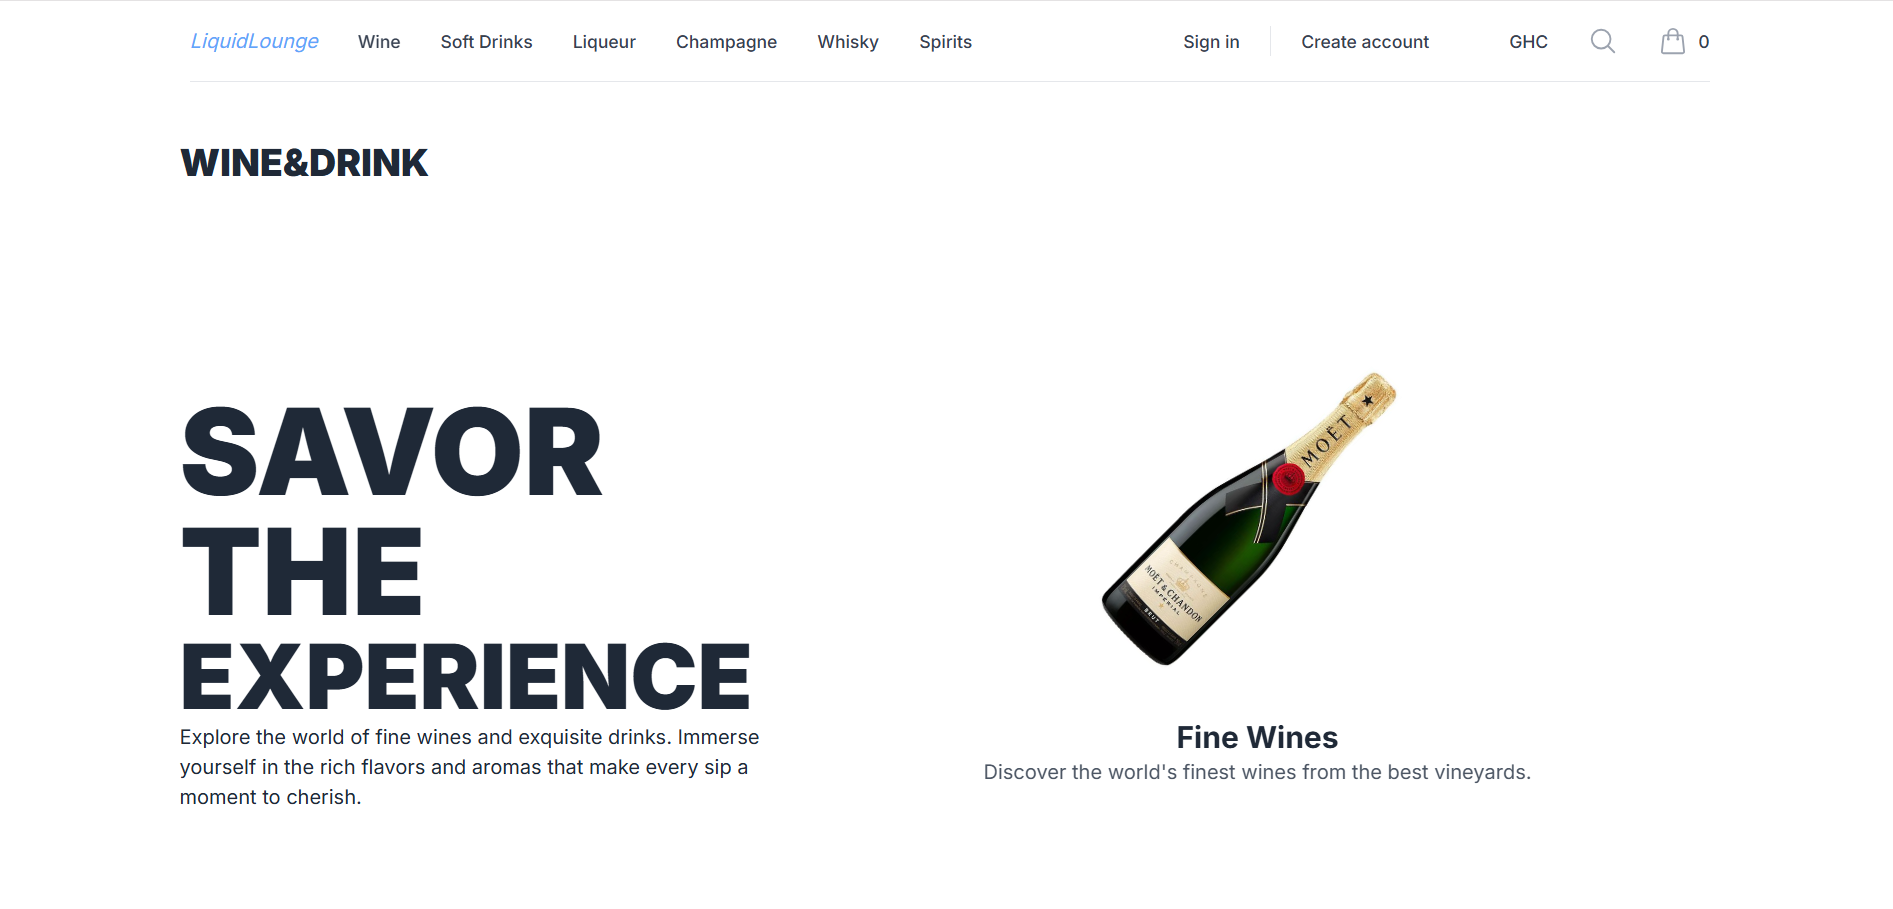 LiquidLounge Wine Soft Drinks Liqueur Champagne Whisky Spirits Sign in Create account GHC 0
WINE&DRINK
SAVOR
THE
EXPERIENCE
Explore the world of fine wines and exquisite drinks. Immerse
yourself in the rich flavors and aromas that make every sip a
moment to cherish.
MOËT
CHAMPAGNE
MOËT & CHANDON
IMPÉRIAL
BRUT
Fine Wines
Discover the world's finest wines from the best vineyards.